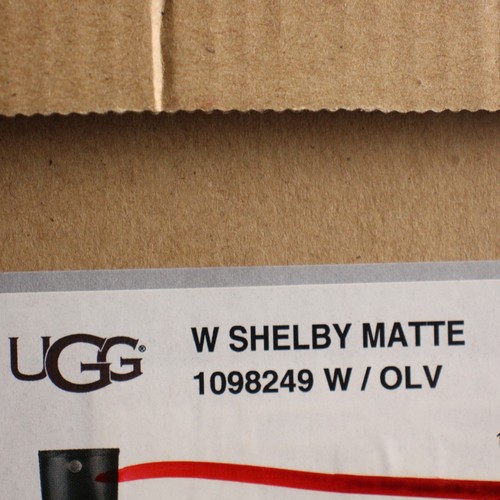 UGG®
W SHELBY MATTE
1098249 W / OLV